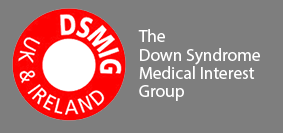 DSMIG
UK & IRELAND
The
Down Syndrome
Medical Interest
Group